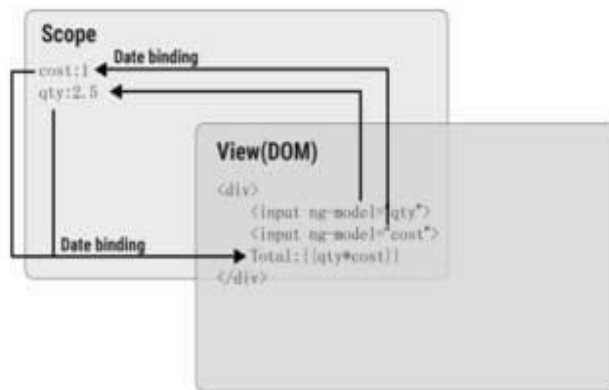 Scope
Date binding
cost:1
qty:2.5
View(DOM)
<div>
<input ng-model="qty">
<input ng-model="cost">
Date binding
Total:{{qty*cost}}
</div>